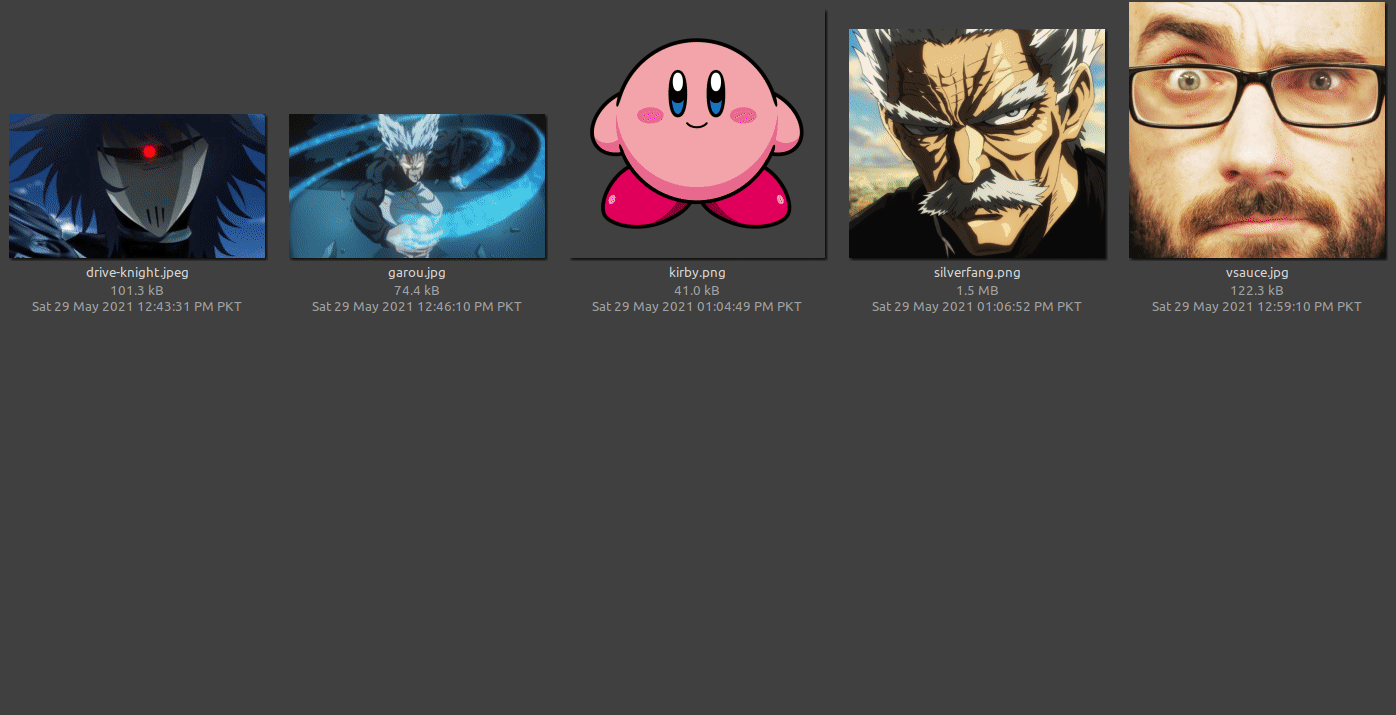 drive-knight.jpeg
101.3 kB
Sat 29 May 2021 12:43:31 PM PKT
garou.jpg
74.4 kB
Sat 29 May 2021 12:46:10 PM PKT
kirby.png
41.0 kB
Sat 29 May 2021 01:04:49 PM PKT
silverfang.png
1.5 MB
Sat 29 May 2021 01:06:52 PM PKT
vsauce.jpg
122.3 kB
Sat 29 May 2021 12:59:10 PM PKT